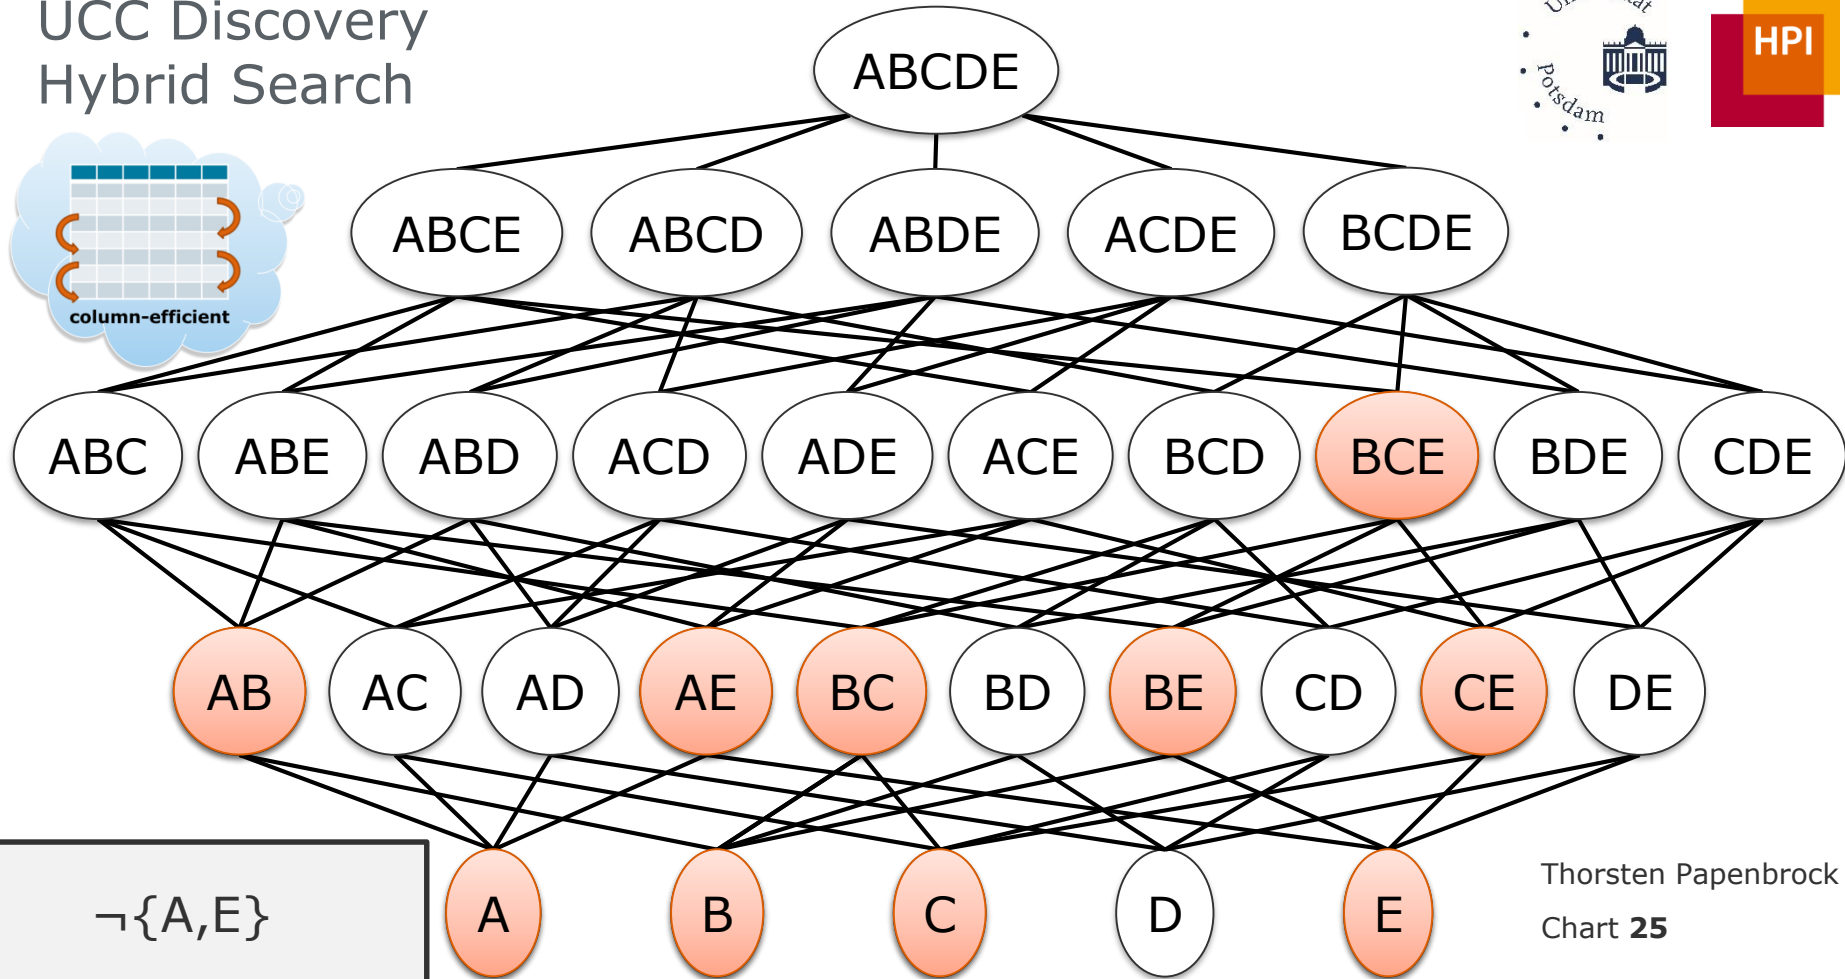 UCC Discovery
Hybrid Search
Potsdam
HPI
column-efficient
ABCDE
ABCE ABCD ABDE ACDE BCDE
ABC ABE ABD ACD ADE ACE BCD BCE BDE CDE
AB AC AD AE BC BD BE CD CE DE
A B C D E
¬{A,E}
Thorsten Papenbrock
Chart 25